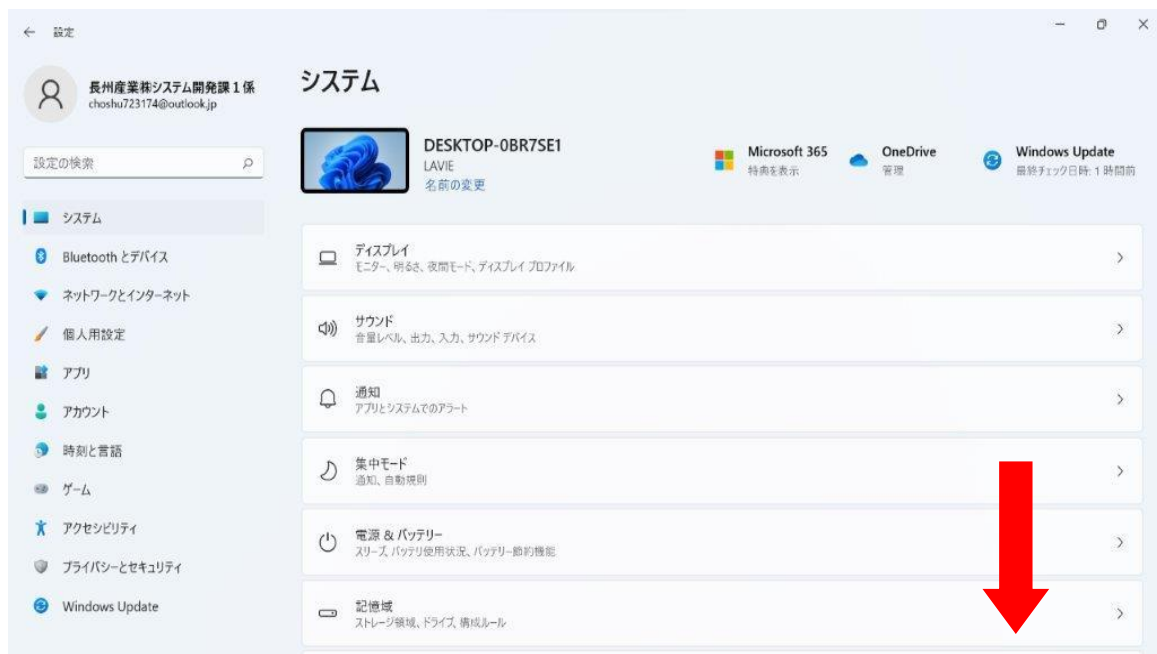 設定
長州産業㈱システム開発課１係
choshu723174@outlook.jp
設定の検索
システム
Bluetooth とデバイス
ネットワークとインターネット
個人用設定
アプリ
アカウント
時刻と言語
ゲーム
アクセシビリティ
プライバシーとセキュリティ
Windows Update
システム
DESKTOP-0BR7SE1
LAVIE
名前の変更
Microsoft 365
特典を表示
OneDrive
管理
Windows Update
最終チェック日時: 1 時間前
ディスプレイ
モニター、明るさ、夜間モード、ディスプレイ プロファイル
サウンド
音量レベル、出力、入力、サウンド デバイス
通知
アプリとシステムでのアラート
集中モード
通知、自動規則
電源 & バッテリー
スリープ、バッテリ使用状況、バッテリー節約機能
記憶域
ストレージ領域、ドライブ、構成ルール